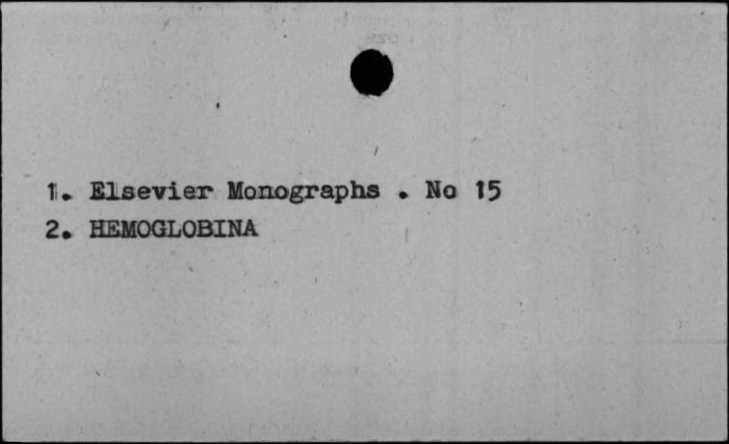 1. Elsevier Monographs . No 15
2. HEMOGLOBINA